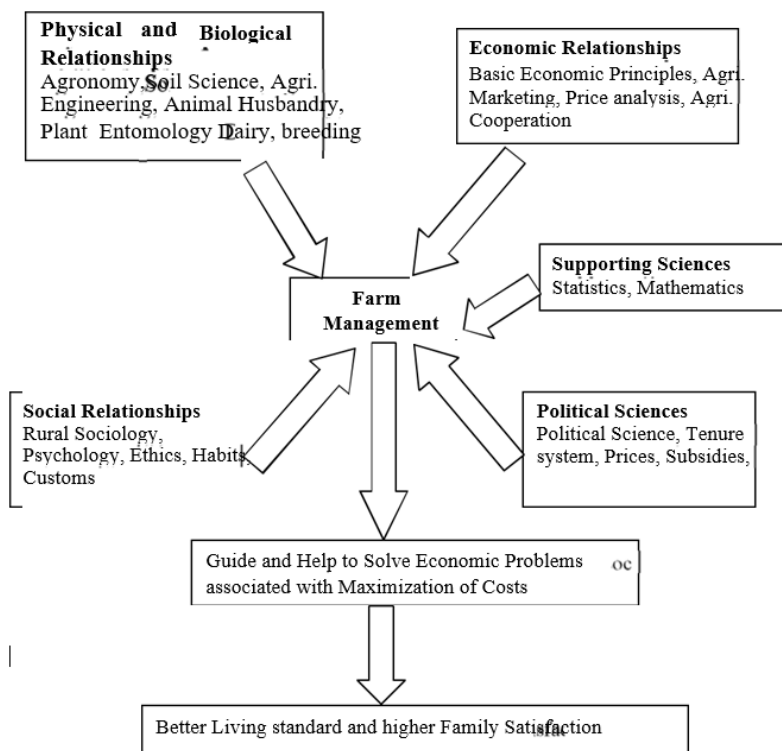 Physical and Biological
Relationships
Agronomy, Soil Science, Agri.
Engineering, Animal Husbandry,
Plant Entomology Dairy, breeding
Economic Relationships
Basic Economic Principles, Agri.
Marketing, Price analysis, Agri.
Cooperation
Supporting Sciences
Statistics, Mathematics
Farm
Management
Social Relationships
Rural Sociology,
Psychology, Ethics, Habits,
Customs
Political Sciences
Political Science, Tenure
system, Prices, Subsidies,
Guide and Help to Solve Economic Problems oc
associated with Maximization of Costs
Better Living standard and higher Family Satisfaction